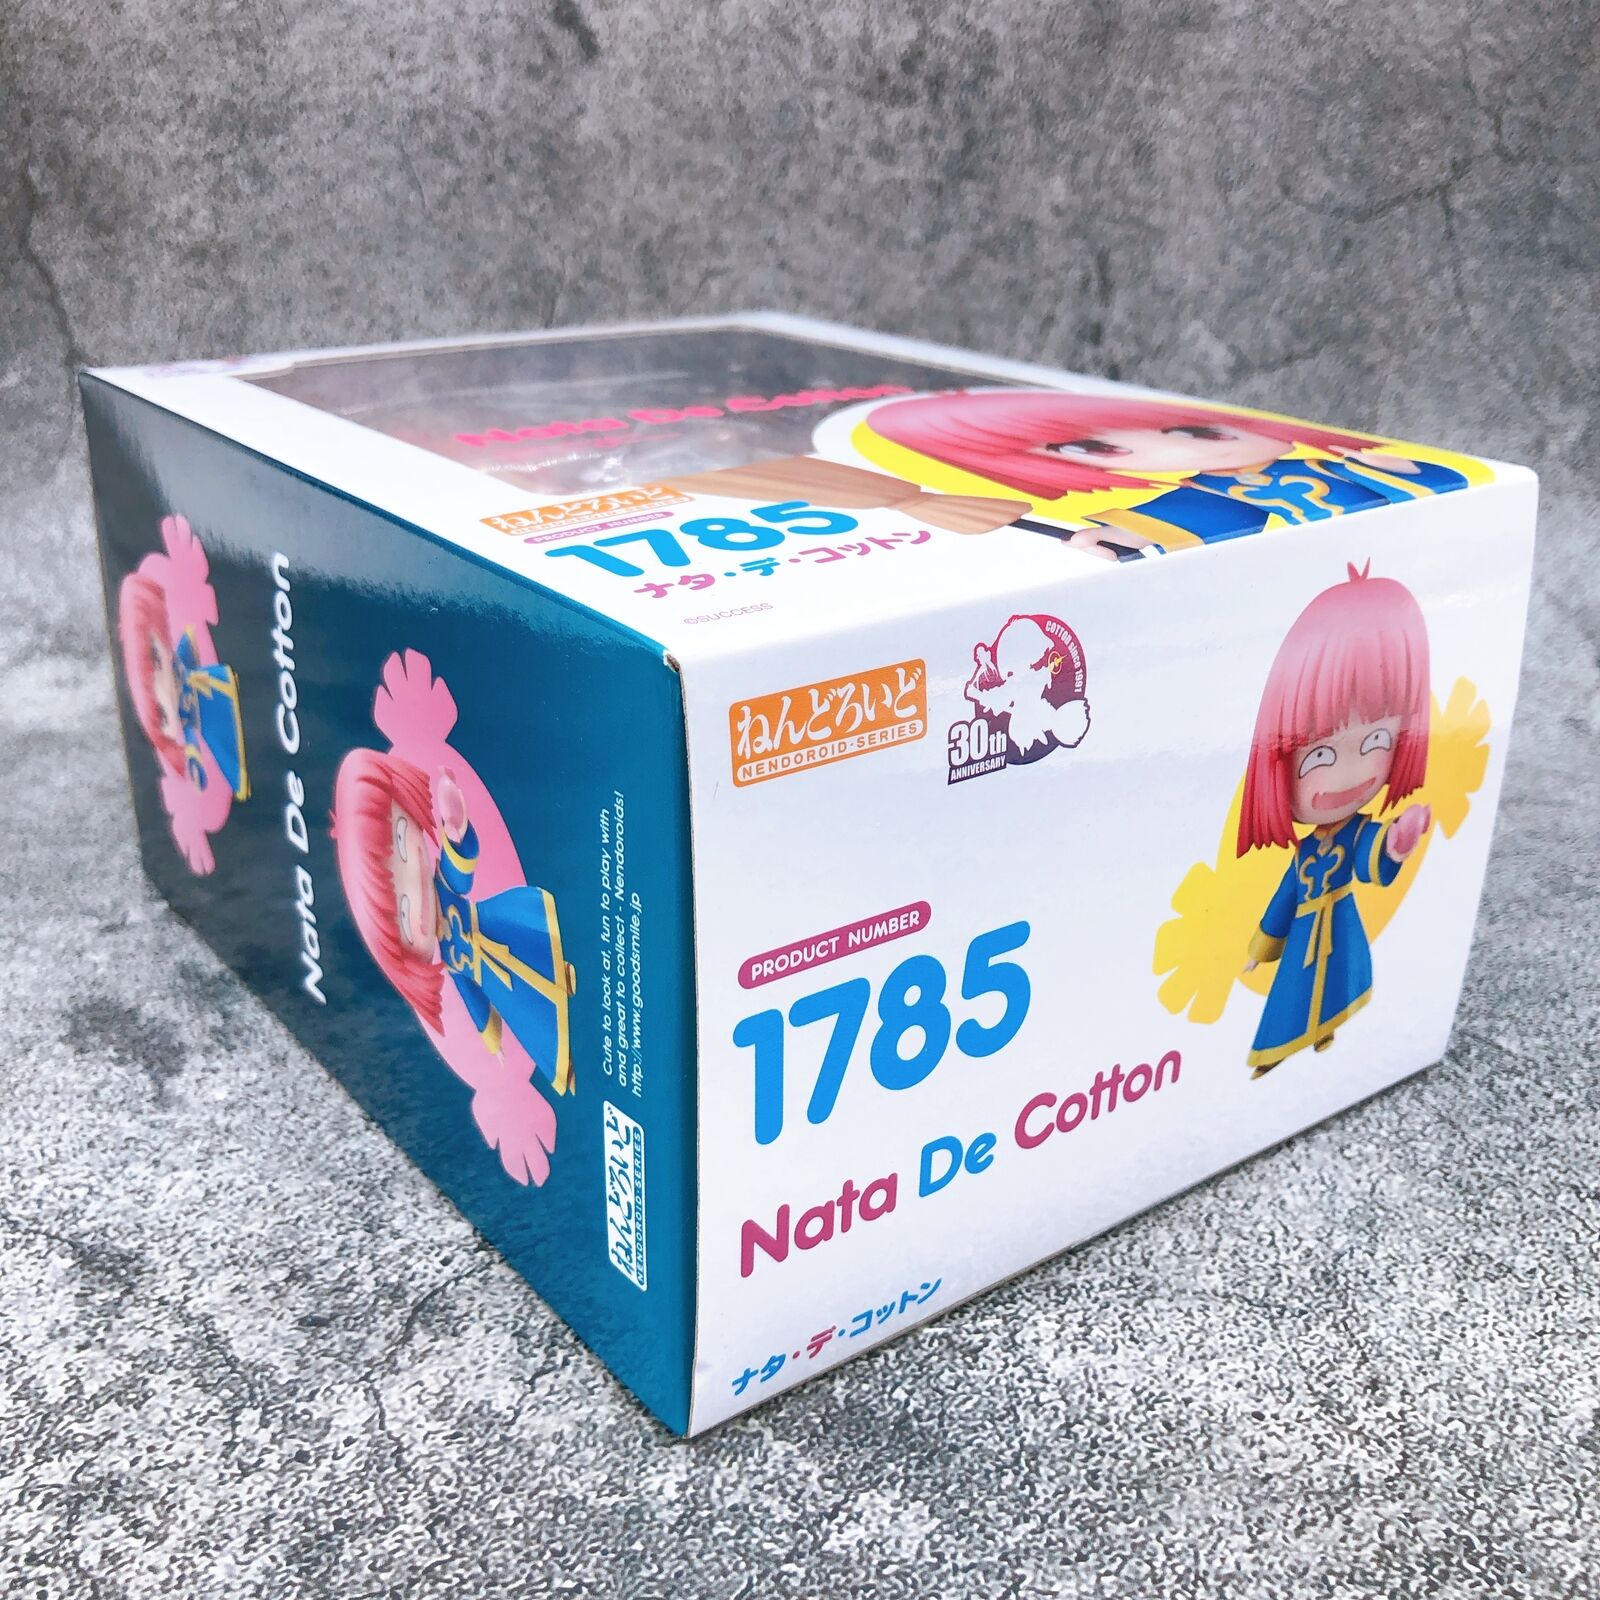 Nata De Cotton
ねんどろいど
PRODUCT NUMBER
1785
ナタ・デ・コットン
©SUCCESS
Nata De Cotton
Cute to look at, fun to play with
and great to collect - Nendoroids!
http://www.goodsmile.jp
ねんどろいど
NENDOROID-SERIES
ねんどろいど
NENDOROID-SERIES
COTTON since 1991
30th
ANNIVERSARY
PRODUCT NUMBER
1785
Nata De Cotton
ナタ・デ・コットン